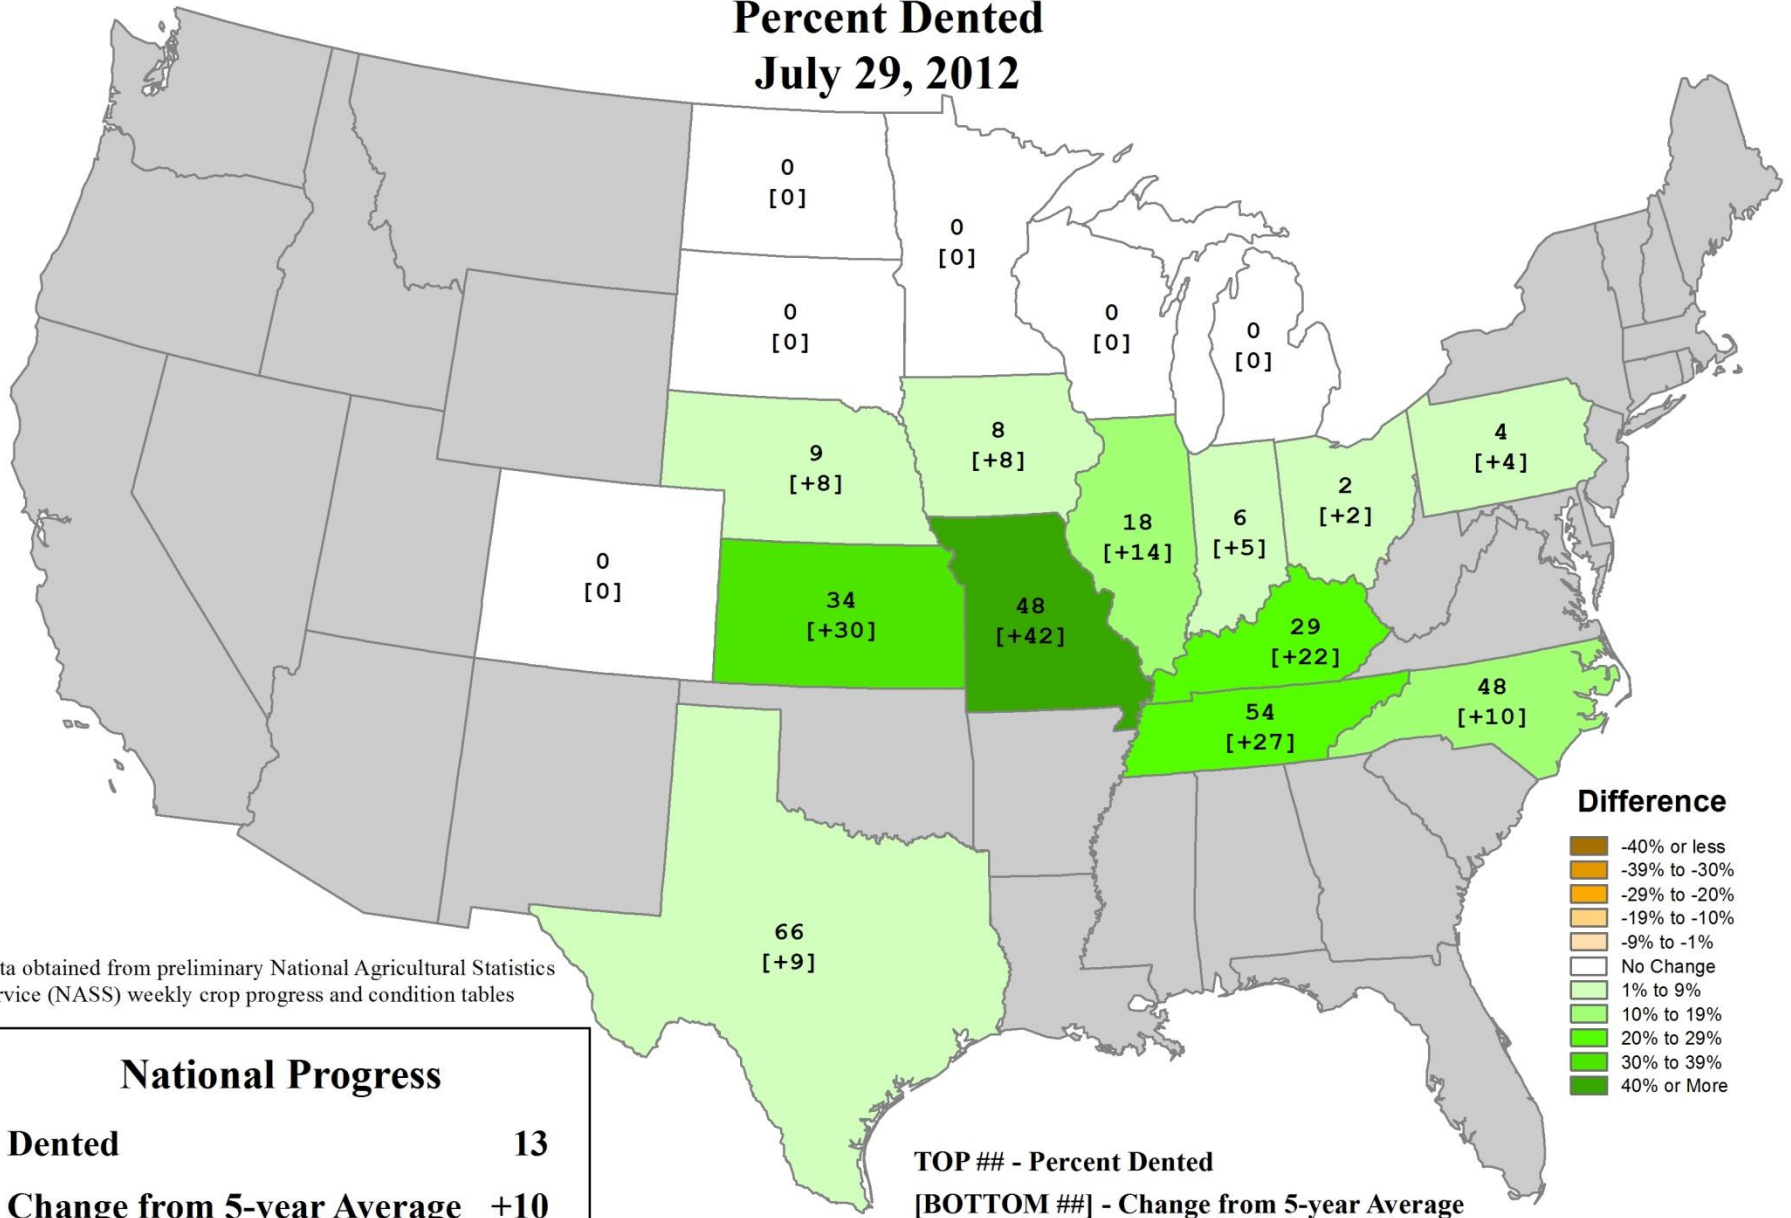 Percent Dented
July 29, 2012
0
[0]
0
[0]
0
[0]
0
[0]
0
[0]
9
[+8]
8
[+8]
18
[+14]
6
[+5]
2
[+2]
4
[+4]
0
[0]
34
[+30]
48
[+42]
29
[+22]
54
[+27]
48
[+10]
66
[+9]
Difference
-40% or less
-39% to -30%
-29% to -20%
-19% to -10%
-9% to -1%
No Change
1% to 9%
10% to 19%
20% to 29%
30% to 39%
40% or More
ta obtained from preliminary National Agricultural Statistics
rvice (NASS) weekly crop progress and condition tables
National Progress
Dented 13
Change from 5-year Average +10
TOP ## - Percent Dented
[BOTTOM ##] - Change from 5-year Average